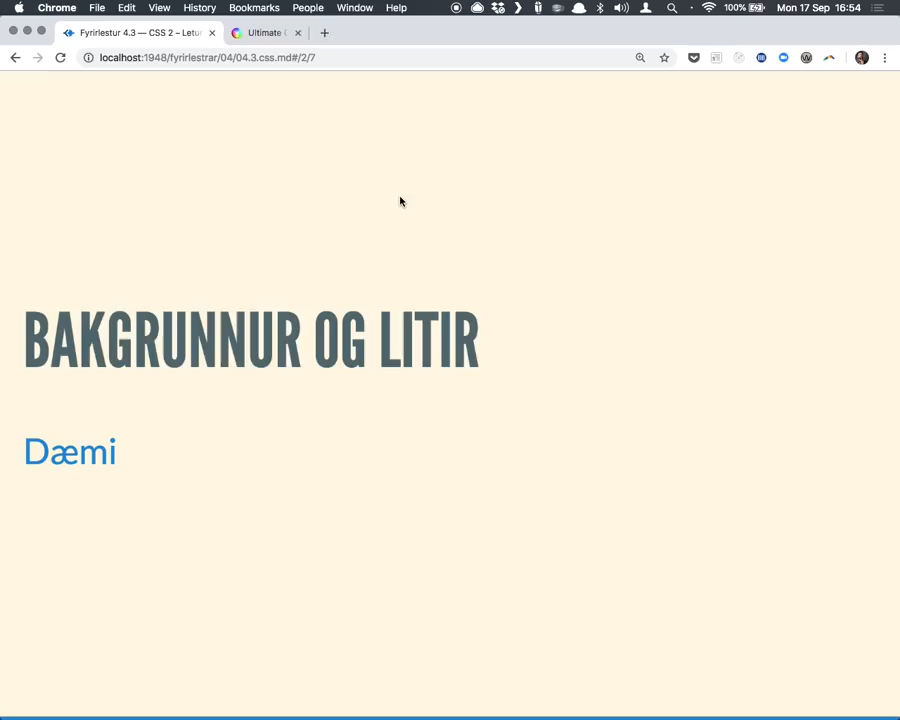 Chrome File Edit View History Bookmarks People Window Help 100% Mon 17 Sep 16:54
Fyrirlestur 4.3 — CSS 2 – Letur Ultimate
localhost:1948/fyrirlestrar/04/04.3.css.md#/2/7
BAKGRUNNUR OG LITIR
Dæmi